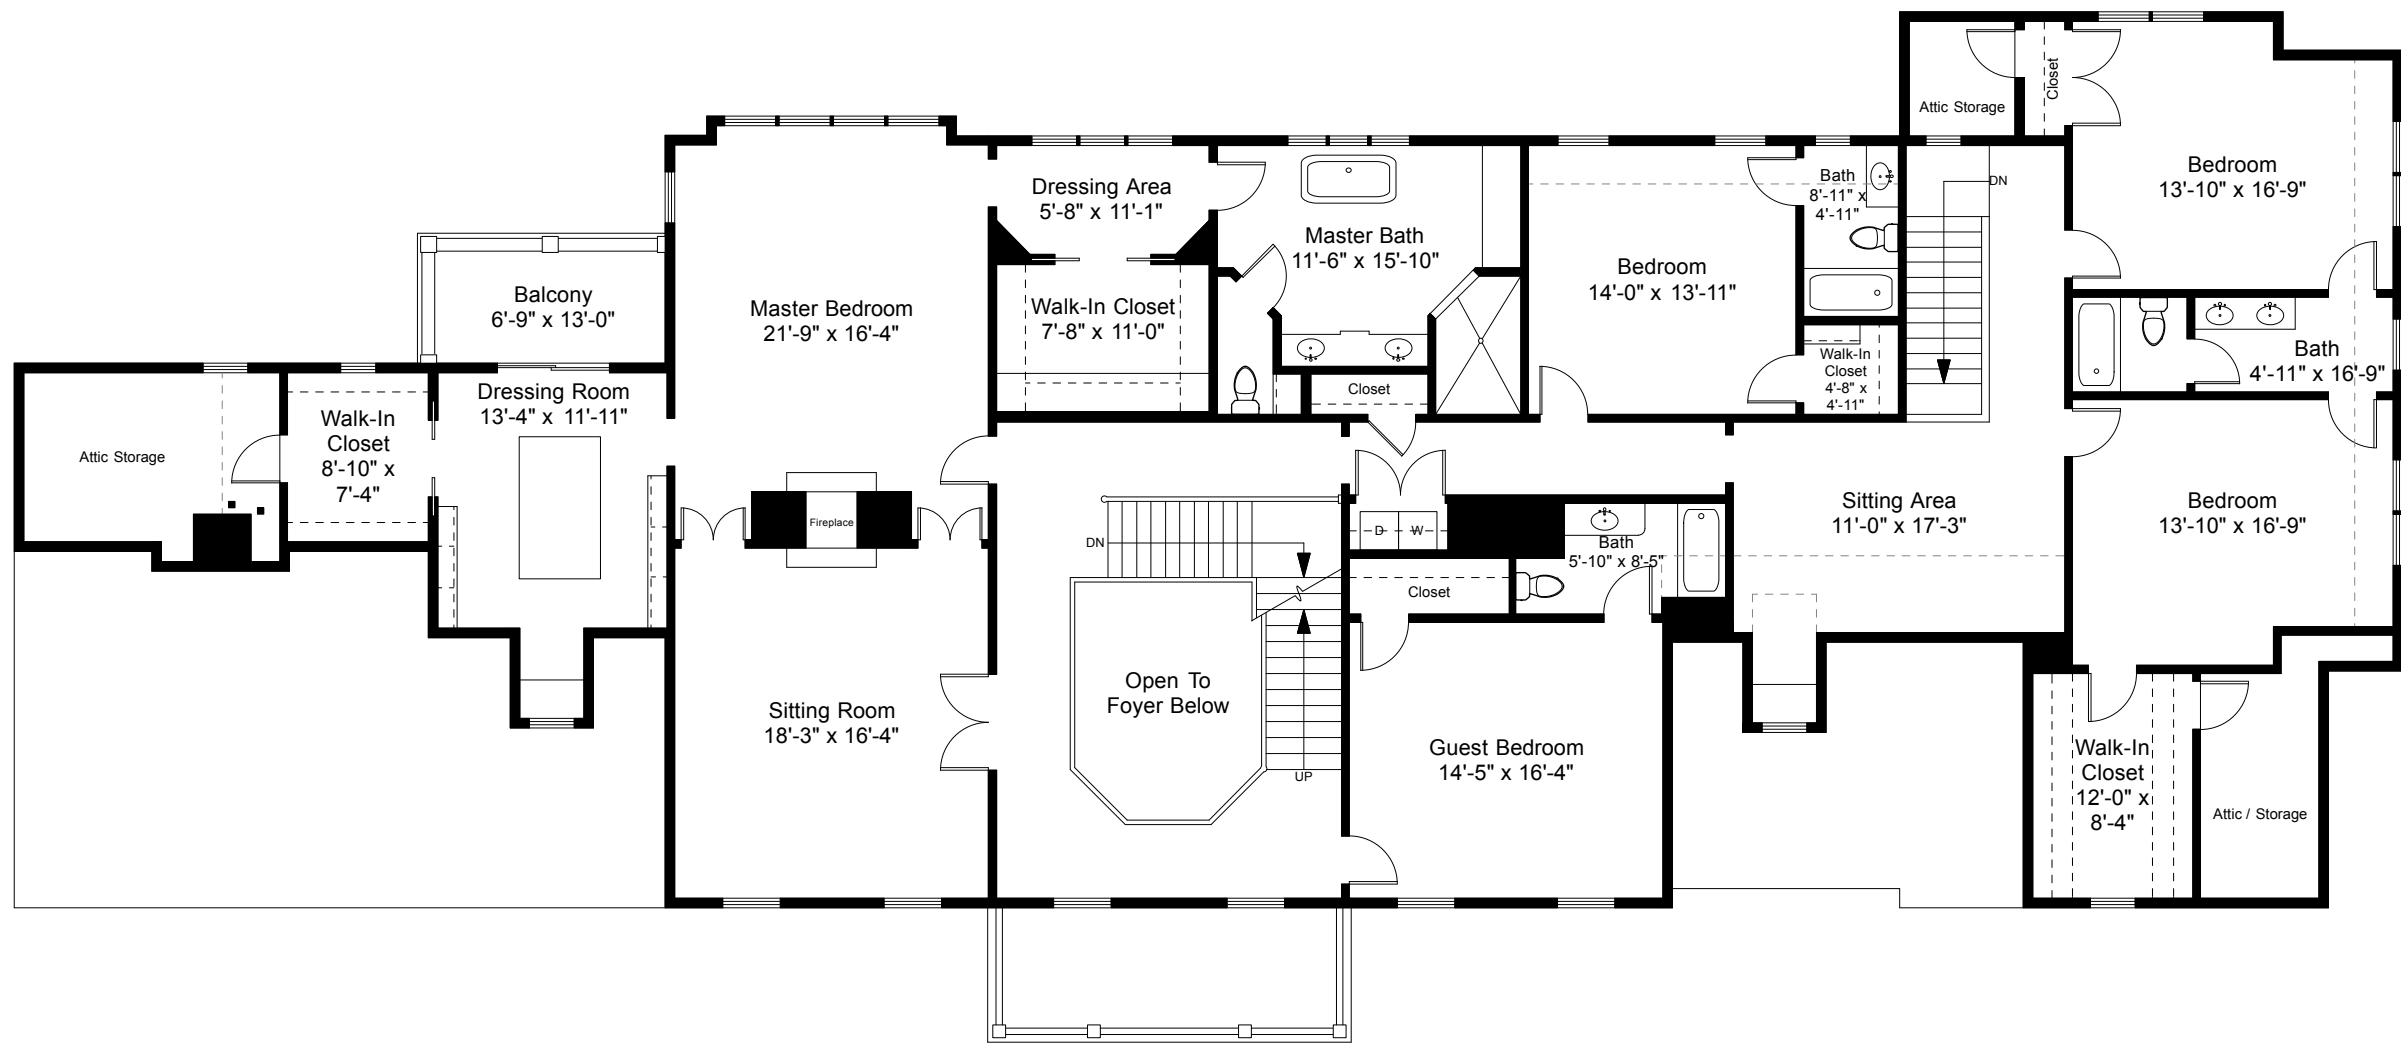 Attic Storage
Closet
Bedroom
13'-10" x 16'-9"
Dressing Area
5'-8" x 11'-1"
Bath
8'-11" x
4'-11"
DN
Master Bath
11'-6" x 15'-10"
Bedroom
14'-0" x 13'-11"
Balcony
6'-9" x 13'-0"
Master Bedroom
21'-9" x 16'-4"
Walk-In Closet
7'-8" x 11'-0"
Walk-In
Closet
4'-8" x
4'-11"
Bath
4'-11" x 16'-9"
Dressing Room
13'-4" x 11'-11"
Closet
Walk-In
Closet
8'-10" x
7'-4"
Attic Storage
Fireplace
D
W
DN
Bath
5'-10" x 8'-5"
Sitting Area
11'-0" x 17'-3"
Bedroom
13'-10" x 16'-9"
Closet
Open To
Foyer Below
Sitting Room
18'-3" x 16'-4"
UP
Guest Bedroom
14'-5" x 16'-4"
Walk-In
Closet
12'-0" x
8'-4"
Attic / Storage